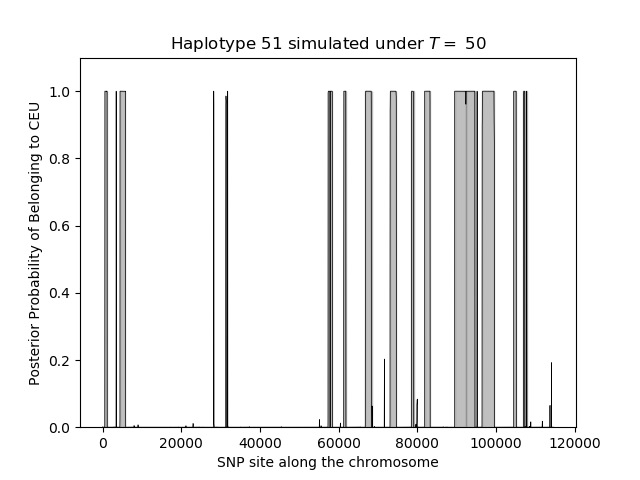 Haplotype 51 simulated under T = 50
Posterior Probability of Belonging to CEU
1.0
0.8
0.6
0.4
0.2
0.0
0 20000 40000 60000 80000 100000 120000
SNP site along the chromosome